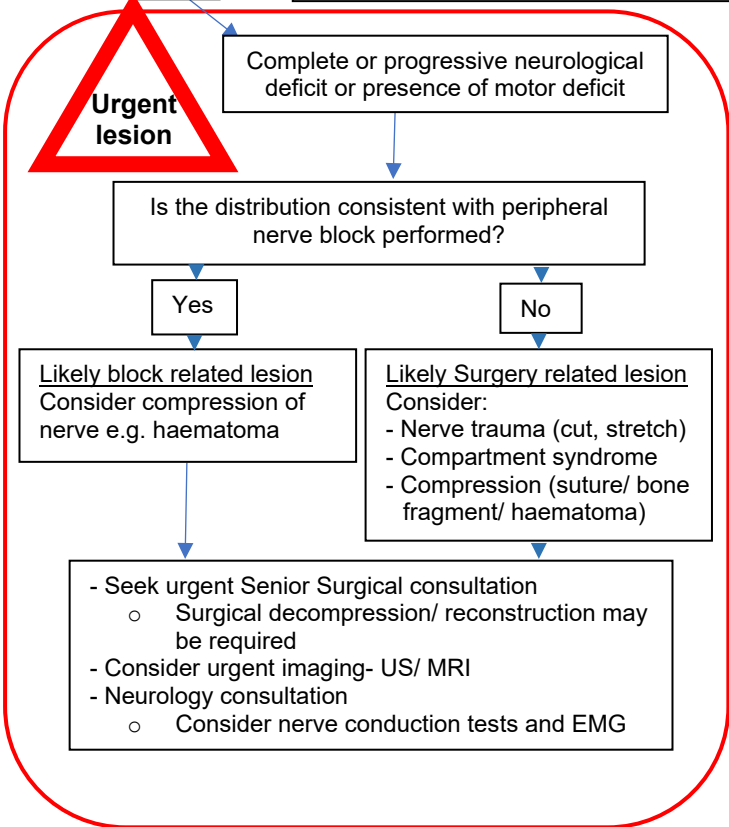 Urgent
lesion
Complete or progressive neurological
deficit or presence of motor deficit
Is the distribution consistent with peripheral
nerve block performed?
Yes
No
Likely block related lesion
Consider compression of
nerve e.g. haematoma
Likely Surgery related lesion
Consider:
- Nerve trauma (cut, stretch)
- Compartment syndrome
- Compression (suture/ bone
fragment/ haematoma)
- Seek urgent Senior Surgical consultation
o Surgical decompression/ reconstruction may
be required
- Consider urgent imaging- US/ MRI
- Neurology consultation
o Consider nerve conduction tests and EMG